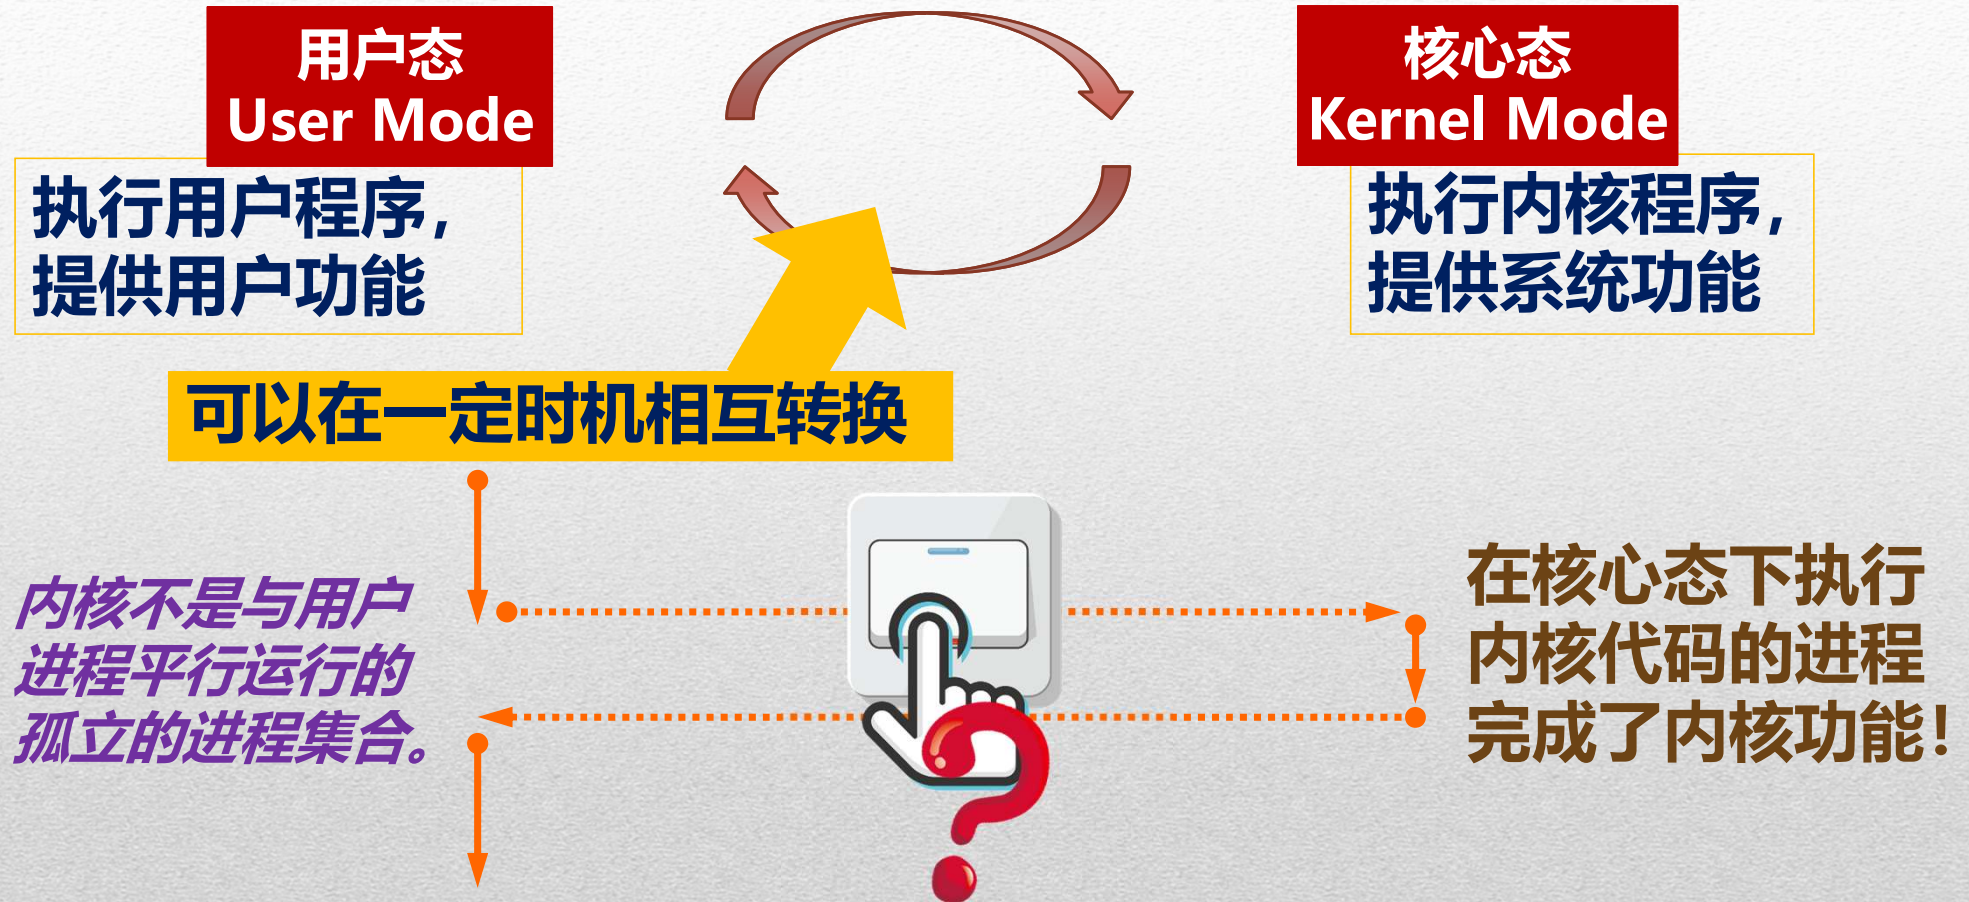 用户态
User Mode
执行用户程序,
提供用户功能
核心态
Kernel Mode
执行内核程序,
提供系统功能
可以在一定时机相互转换
内核不是与用户
进程平行运行的
孤立的进程集合。
在核心态下执行
内核代码的进程
完成了内核功能！